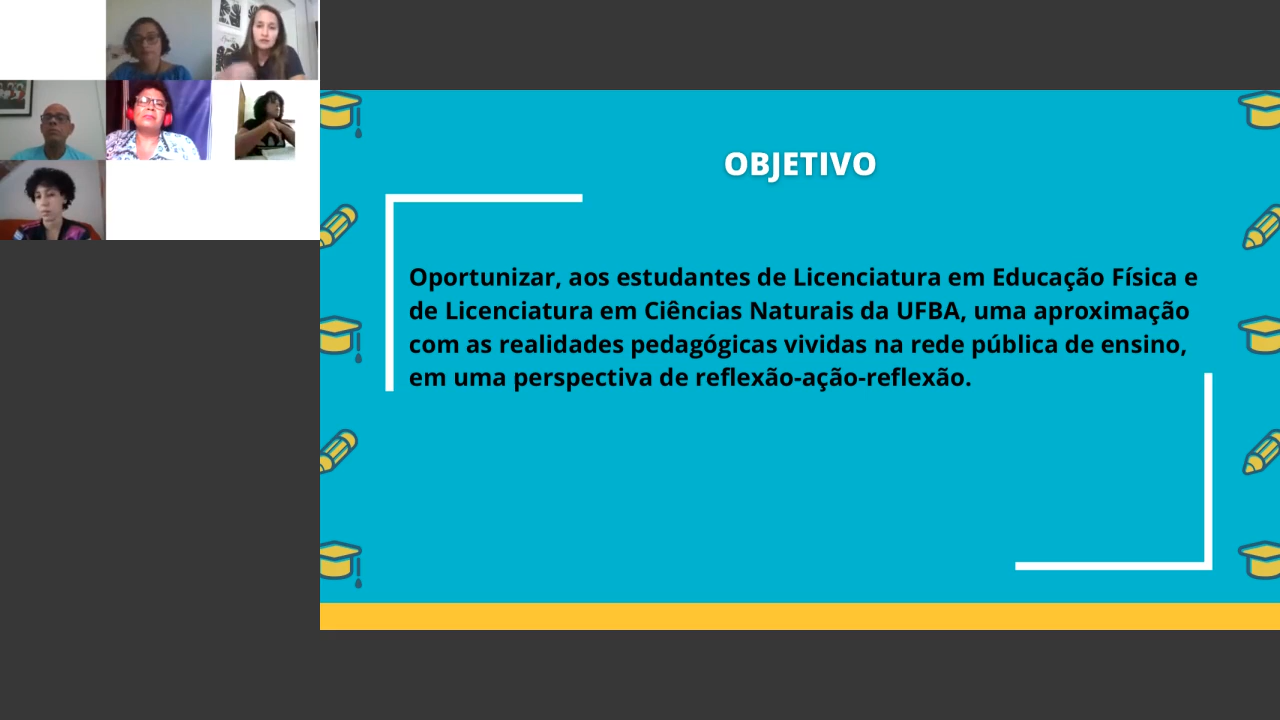 OBJETIVO
Oportunizar, aos estudantes de Licenciatura em Educação Física e
de Licenciatura em Ciências Naturais da UFBA, uma aproximação
com as realidades pedagógicas vividas na rede pública de ensino,
em uma perspectiva de reflexão-ação-reflexão.